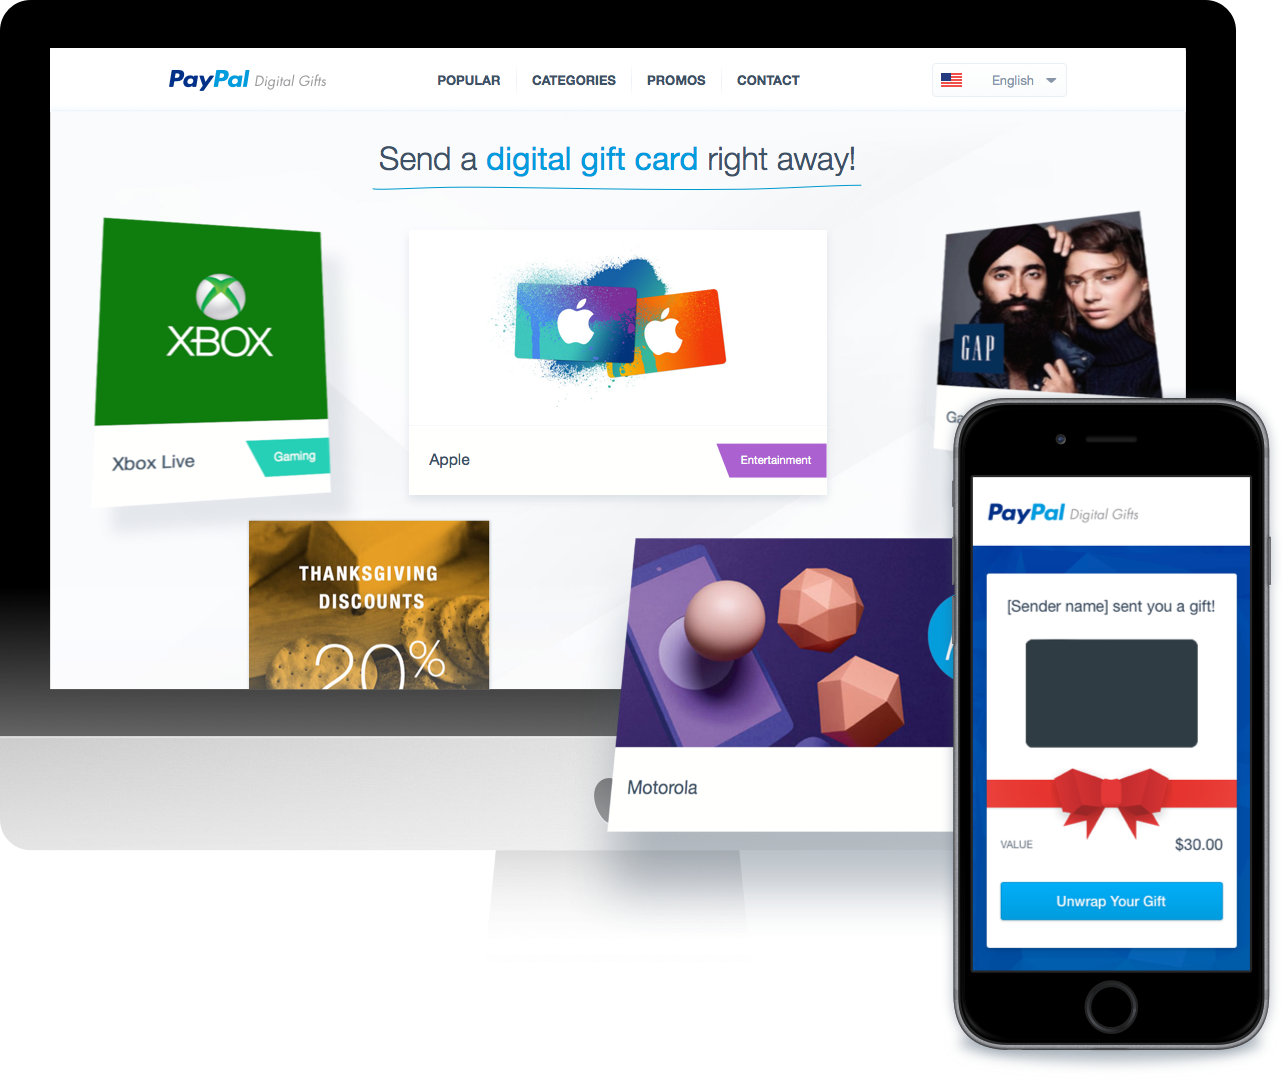 PayPal Digital Gifts
POPULAR
CATEGORIES
PROMOS
CONTACT
English
Send a digital gift card right away!
XBOX
Xbox Live
Gaming
Apple
Entertainment
GAP
THANKSGIVING
DISCOUNTS
20%
Motorola
PayPal Digital Gifts
[Sender name] sent you a gift!
VALUE
$30.00
Unwrap Your Gift